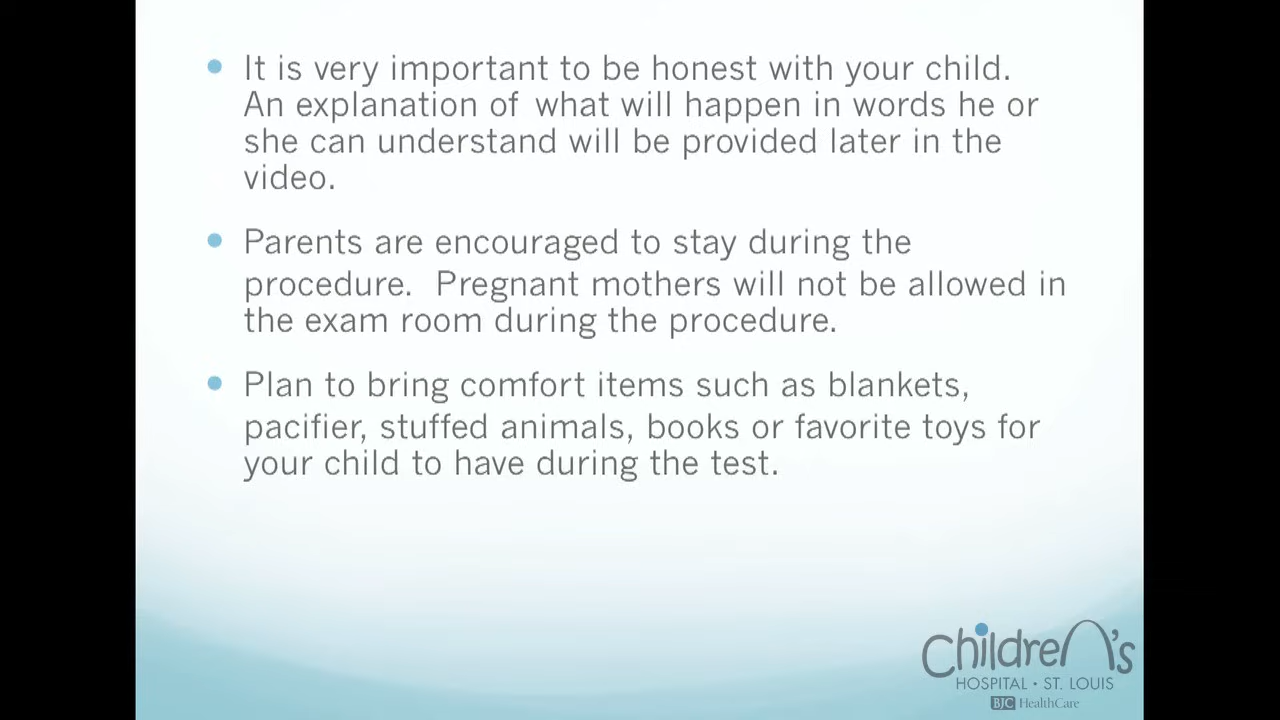 • It is very important to be honest with your child.
An explanation of what will happen in words he or
she can understand will be provided later in the
video.
• Parents are encouraged to stay during the
procedure. Pregnant mothers will not be allowed in
the exam room during the procedure.
• Plan to bring comfort items such as blankets,
pacifier, stuffed animals, books or favorite toys for
your child to have during the test.
Children's
HOSPITAL • ST. LOUIS
BJC HealthCare